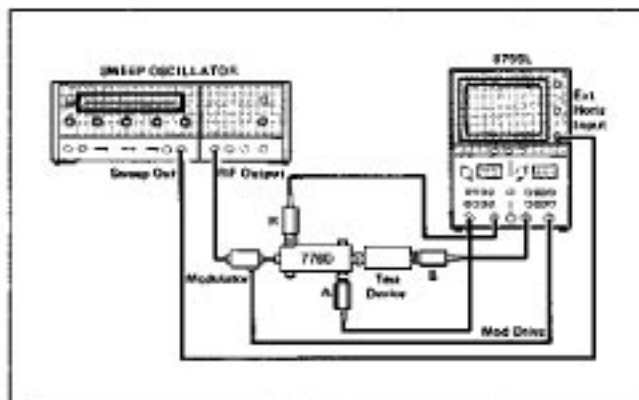 SWEEP OSCILLATOR
8755L
Ext
Horiz
Input
Sweep Out
RF Output
R
778D
Modulator
A
Test
Device
B
Mod Drive